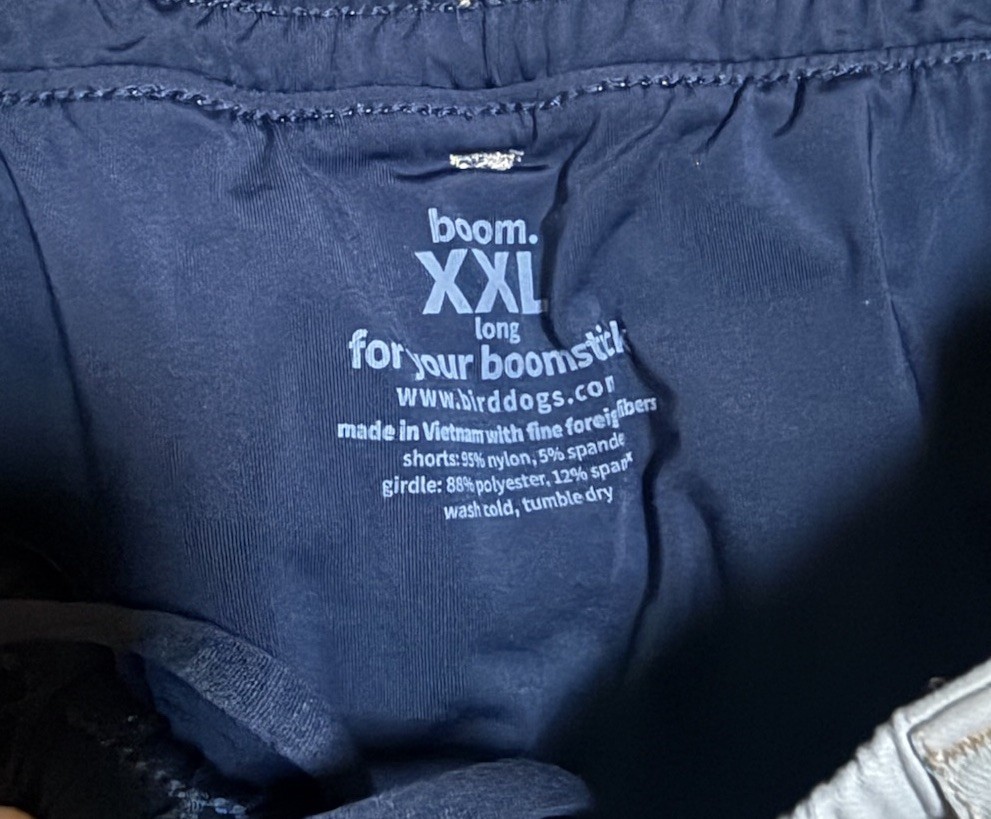 boom.
XXL
long
for your boomstick
www.birddogs.com
made in Vietnam with fine foreign fibers
shorts: 95% nylon, 5% spande
girdle: 88% polyester, 12% span
wash cold, tumble dry